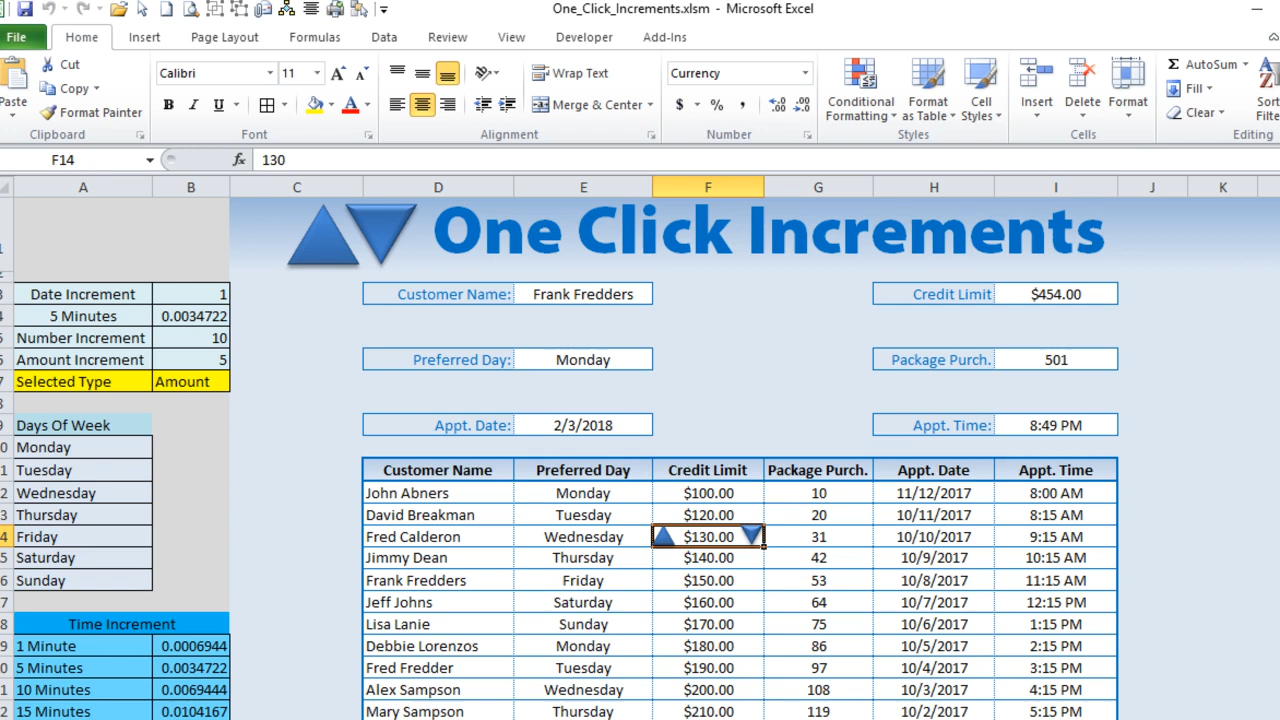 One_Click_Increments.xlsm - Microsoft Excel
File Home Insert Page Layout Formulas Data Review View Developer Add-Ins
Cut Calibri 11 Wrap Text Currency AutoSum
Copy
Format Painter B I U Merge & Center $ % , Conditional Formatting Format as Table Cell Styles Insert Delete Format Fill Clear
Paste
Clipboard Font Alignment Number Styles Cells Editing
F14 fx 130
A B C D E F G H I J K
One Click Increments
Date Increment 1 Customer Name: Frank Fredders Credit Limit $454.00
5 Minutes 0.0034722
Number Increment 10
Amount Increment 5 Preferred Day: Monday Package Purch. 501
Selected Type Amount
Days Of Week Appt. Date: 2/3/2018 Appt. Time: 8:49 PM
Monday
Tuesday Customer Name Preferred Day Credit Limit Package Purch. Appt. Date Appt. Time
Wednesday John Abners Monday $100.00 10 11/12/2017 8:00 AM
Thursday David Breakman Tuesday $120.00 20 10/11/2017 8:15 AM
Friday Fred Calderon Wednesday $130.00 31 10/10/2017 9:15 AM
Saturday Jimmy Dean Thursday $140.00 42 10/9/2017 10:15 AM
Sunday Frank Fredders Friday $150.00 53 10/8/2017 11:15 AM
Jeff Johns Saturday $160.00 64 10/7/2017 12:15 PM
Time Increment Lisa Lanie Sunday $170.00 75 10/6/2017 1:15 PM
1 Minute 0.0006944 Debbie Lorenzos Monday $180.00 86 10/5/2017 2:15 PM
5 Minutes 0.0034722 Fred Fredder Tuesday $190.00 97 10/4/2017 3:15 PM
10 Minutes 0.0069444 Alex Sampson Wednesday $200.00 108 10/3/2017 4:15 PM
15 Minutes 0.0104167 Mary Sampson Thursday $210.00 119 10/2/2017 5:15 PM